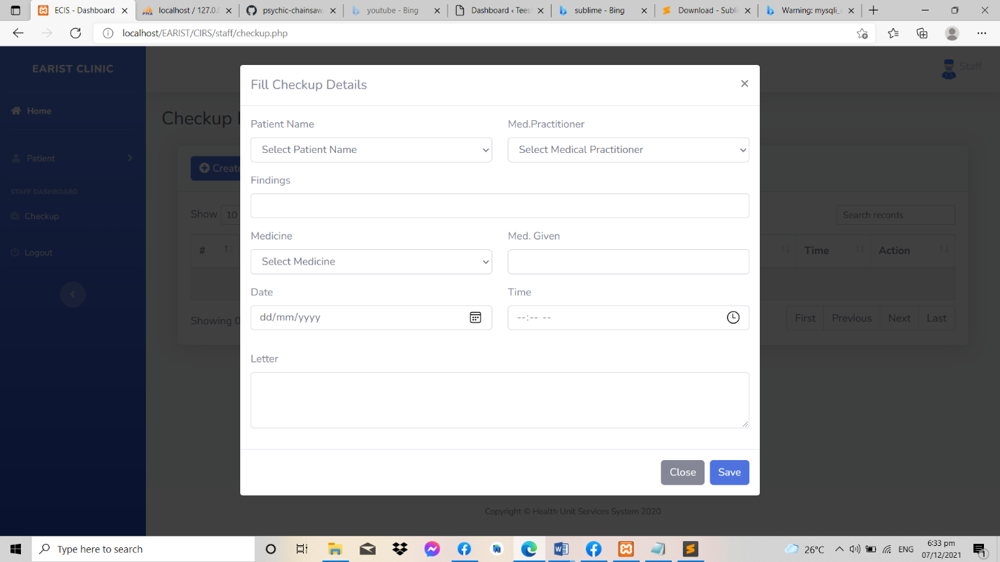 ECIS - Dashboard
localhost / 127.0.0
psychic-chainsaw
youtube - Bing
Dashboard ‹ Tees
sublime - Bing
Download - Subli
Warning: mysqli_
localhost/EARIST/CIRS/staff/checkup.php
EARIST CLINIC
Staff
Home
Patient
STAFF DASHBOARD
Checkup
Logout
Checkup
Create
Show 10
Search records
#
Time
Action
Showing 0
First Previous Next Last
Fill Checkup Details
×
Patient Name
Med.Practitioner
Select Patient Name
Select Medical Practitioner
Findings
Medicine
Med. Given
Select Medicine
Date
Time
dd/mm/yyyy
--:-- --
Letter
Close
Save
Copyright © Health Unit Services System 2020
Type here to search
26°C
ENG
6:33 pm
07/12/2021
1